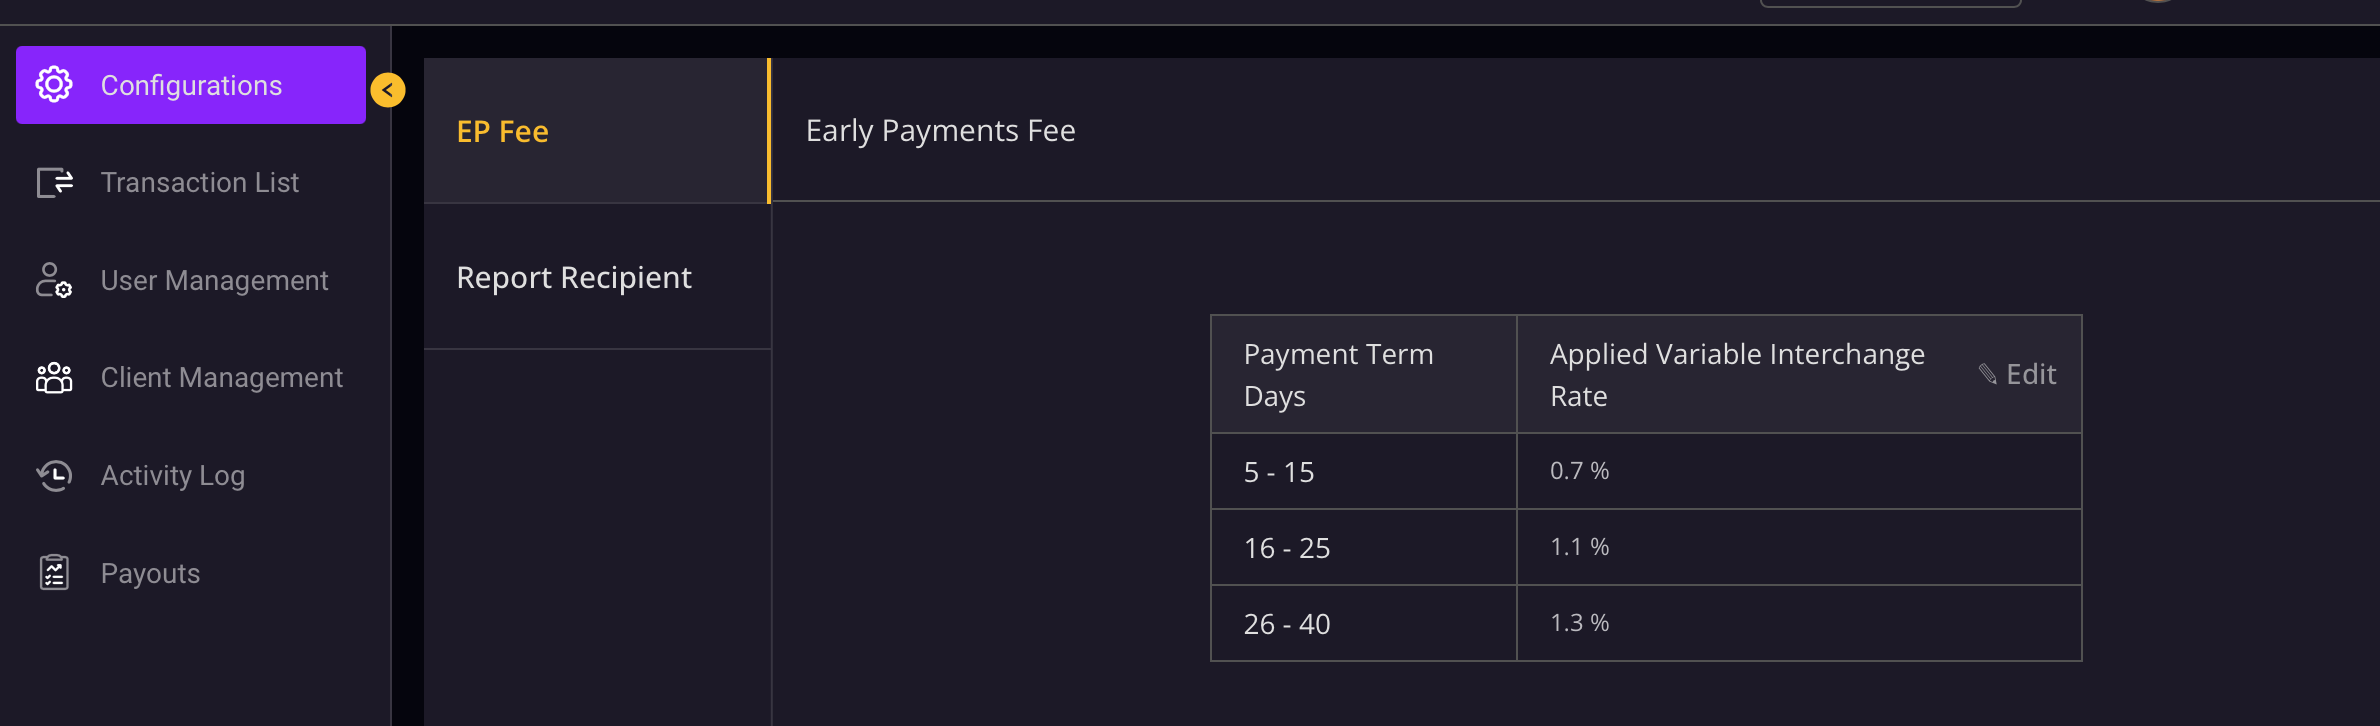 Configurations
Transaction List
User Management
Client Management
Activity Log
Payouts
EP Fee
Report Recipient
Early Payments Fee
Payment Term
Days
Applied Variable Interchange
Rate
Edit
5 - 15
0.7 %
16 - 25
1.1 %
26 - 40
1.3 %